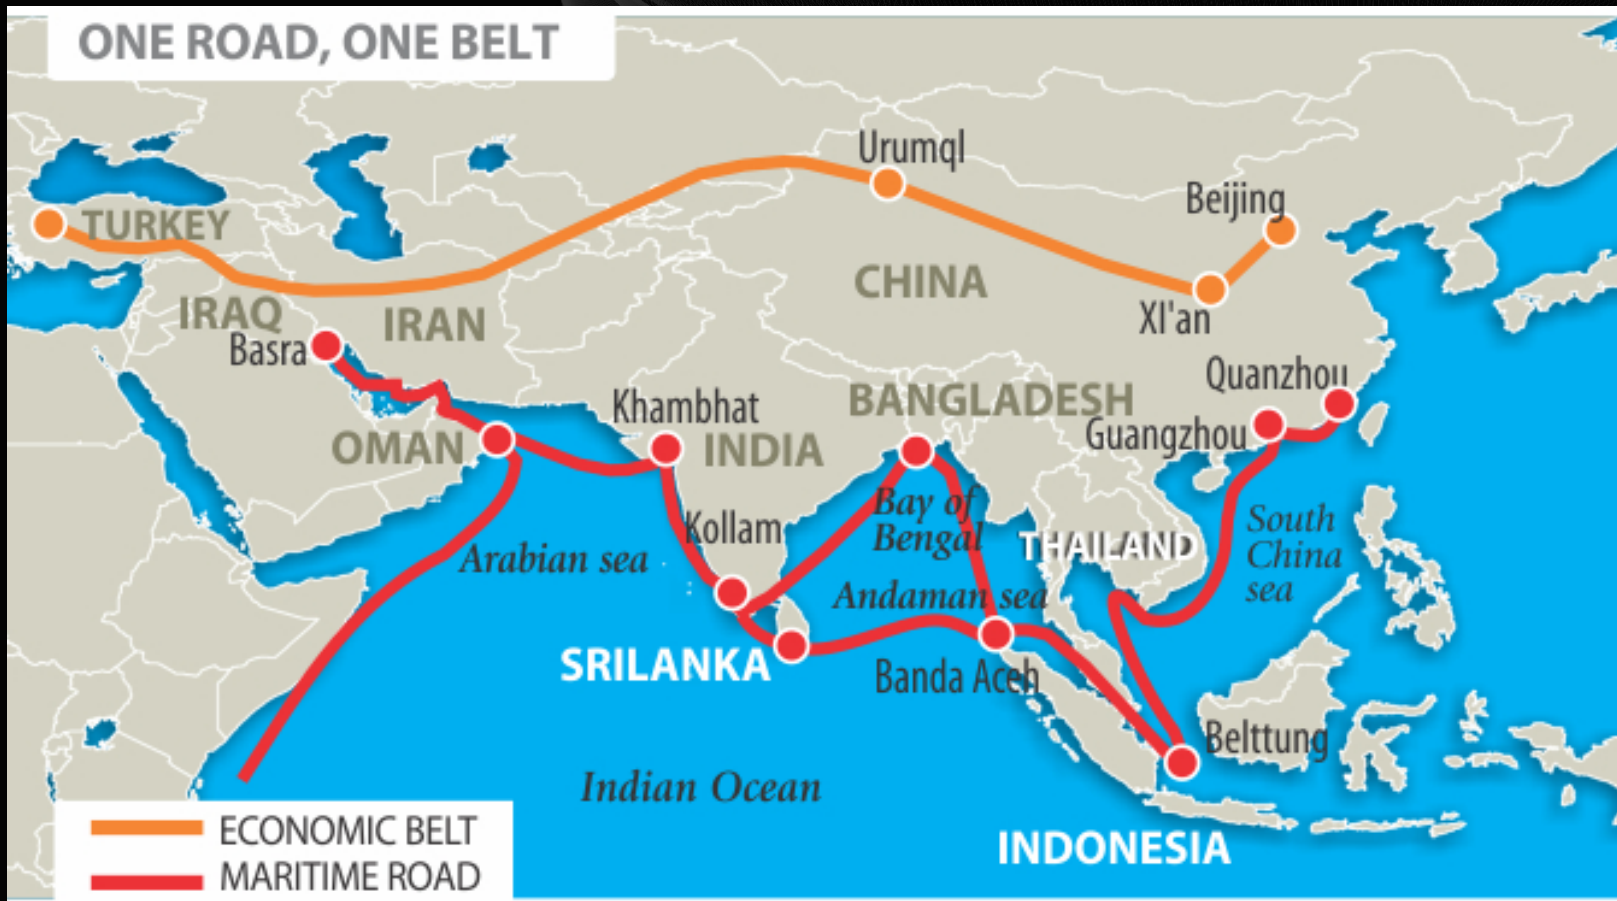 ONE ROAD, ONE BELT
Urumql
Beijing
TURKEY
CHINA
IRAQ
IRAN
XI'an
Basra
Quanzhou
Khambhat
BANGLADESH
Guangzhou
OMAN
INDIA
Bay of
Bengal
Kollam
South
China
sea
THAILAND
Arabian sea
Andaman sea
SRILANKA
Banda Aceh
Belttung
Indian Ocean
ECONOMIC BELT
INDONESIA
MARITIME ROAD